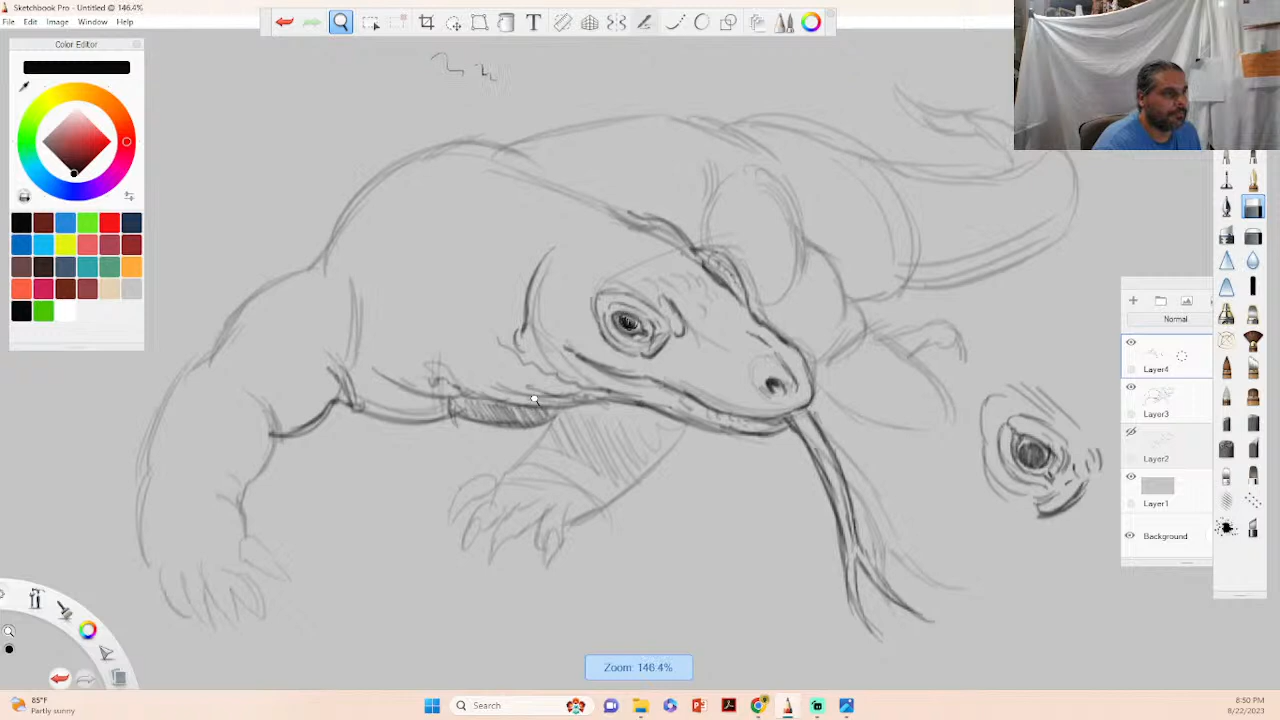 Sketchbook Pro - Untitled @ 146.4%
File Edit Image Window Help
Color Editor
T
Normal
Layer4
Layer3
Layer2
Layer1
Background
Zoom: 146.4%
85°F
Partly sunny
Search
8:50 PM
8/22/2023